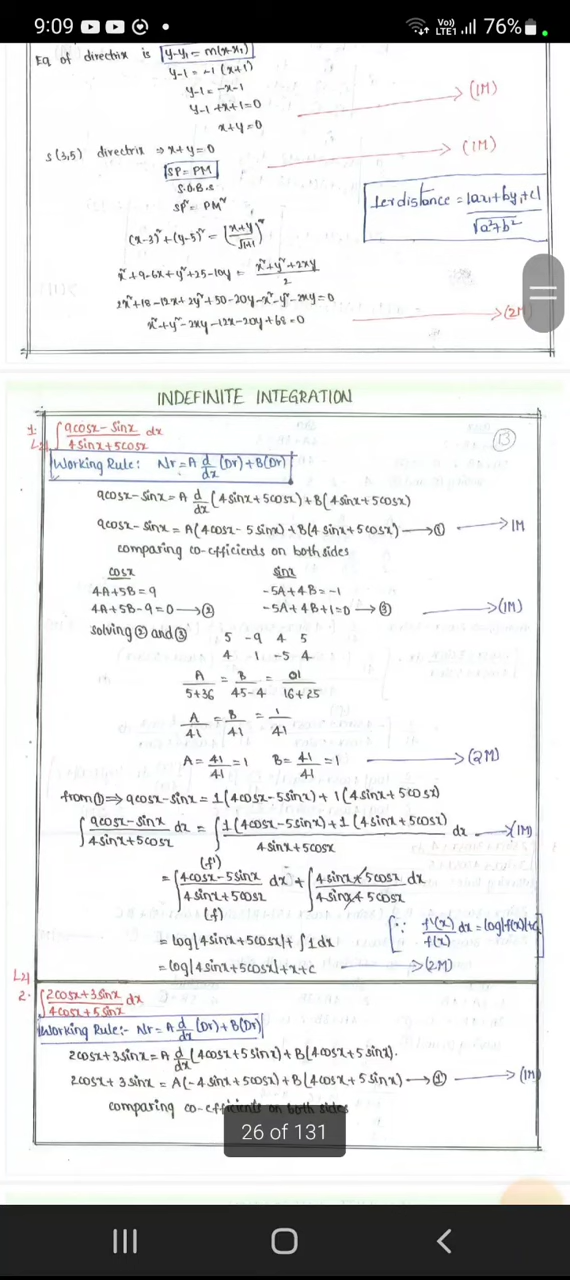 9:09
Vo)) LTE1 76%
Eq of directrix is y-y₁ = m(x-x₁)
y-1 = -1 (x+1)
y-1 = -x-1
y-1+x+1=0 → (1M)
x+y=0
S(3,5) directrix ⇒ x+y=0 → (1M)
SP=PM
S.O.B.S
SP² = PM²
⊥er distance = |ax₁+by₁+c| / √a²+b²
(x-3)²+(y-5)² = [x+y / √1+1]²
x²+9-6x+y²+25-10y = x²+y²+2xy / 2
2x²+18-12x+2y²+50-20y-x²-y²-2xy=0
x²+y²-2xy-12x-20y+68=0 → (2M)
INDEFINITE INTEGRATION
1. ∫ 9cosx-sinx / 4sinx+5cosx dx
13
Working Rule: Nr = A d/dx (Dr) + B(Dr)
9cosx-sinx = A d/dx (4sinx+5cosx) + B(4sinx+5cosx)
9cosx-sinx = A(4cosx-5sinx)+B(4sinx+5cosx) → ① → 1M
comparing co-efficients on both sides
cosx sinx
4A+5B=9 -5A+4B=-1
4A+5B-9=0 → ② -5A+4B+1=0 → ③ → (1M)
solving ② and ③ 5 -9 4 5
4 1 -5 4
A / 5+36 = B / 45-4 = 01 / 16+25
A / 41 = B / 41 = 1 / 41
A = 41/41 = 1 B = 41/41 = 1 → (2M)
from ① ⇒ 9cosx-sinx = 1(4cosx-5sinx)+1(4sinx+5cosx)
∫ 9cosx-sinx / 4sinx+5cosx dx = ∫ 1(4cosx-5sinx)+1(4sinx+5cosx) / 4sinx+5cosx dx → (1M)
(f')
= ∫ 4cosx-5sinx / 4sinx+5cosx dx + ∫ 4sinx+5cosx / 4sinx+5cosx dx
(f)
= log|4sinx+5cosx| + ∫ 1dx [∵ f'(x) / f(x) dx = log|f(x)|+c]
= log|4sinx+5cosx|+x+c → (2M)
L21
2. ∫ 2cosx+3sinx / 4cosx+5sinx dx
Working Rule:- Nr = A d/dx (Dr) + B(Dr)
2cosx+3sinx = A d/dx (4cosx+5sinx) + B(4cosx+5sinx).
2cosx+3sinx = A(-4sinx+5cosx)+B(4cosx+5sinx) → ① → (1M)
comparing co-efficients on both sides
26 of 131